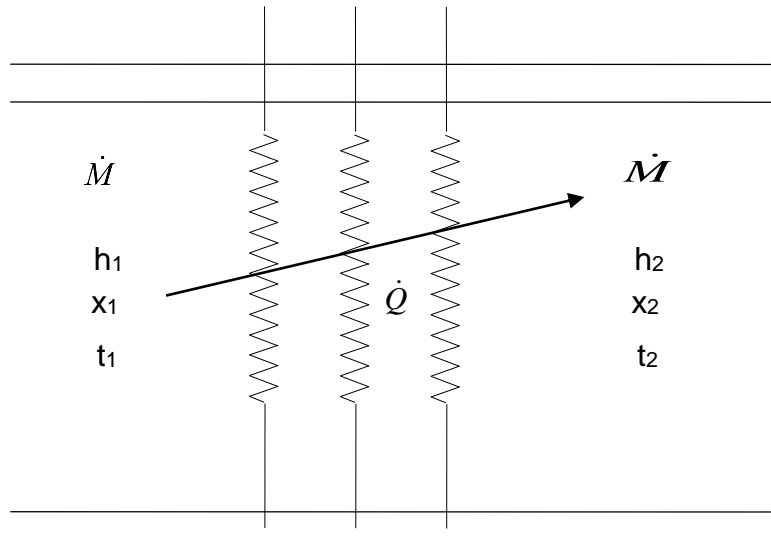 Ṁ Ṁ
h₁ h₂
Q̇
x₁ x₂
t₁ t₂